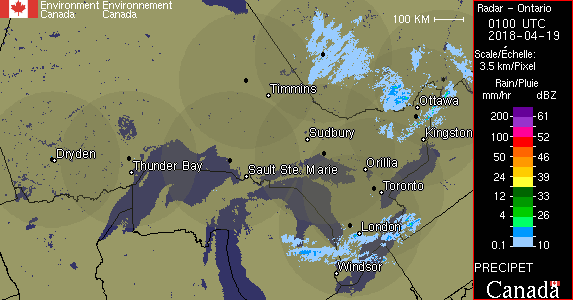 Environment Environnement
Canada Canada
100 KM
Timmins
Ottawa
Sudbury
Kingston
Dryden
Thunder Bay
Sault Ste. Marie
Orillia
Toronto
London
Windsor
Radar - Ontario
0100 UTC
2018-04-19
Scale/Échelle:
3.5 km/Pixel
Rain/Pluie
mm/hr dBZ
200 61
100 52
50 46
24 39
12 33
4 26
0.1 10
PRECIPET
Canada